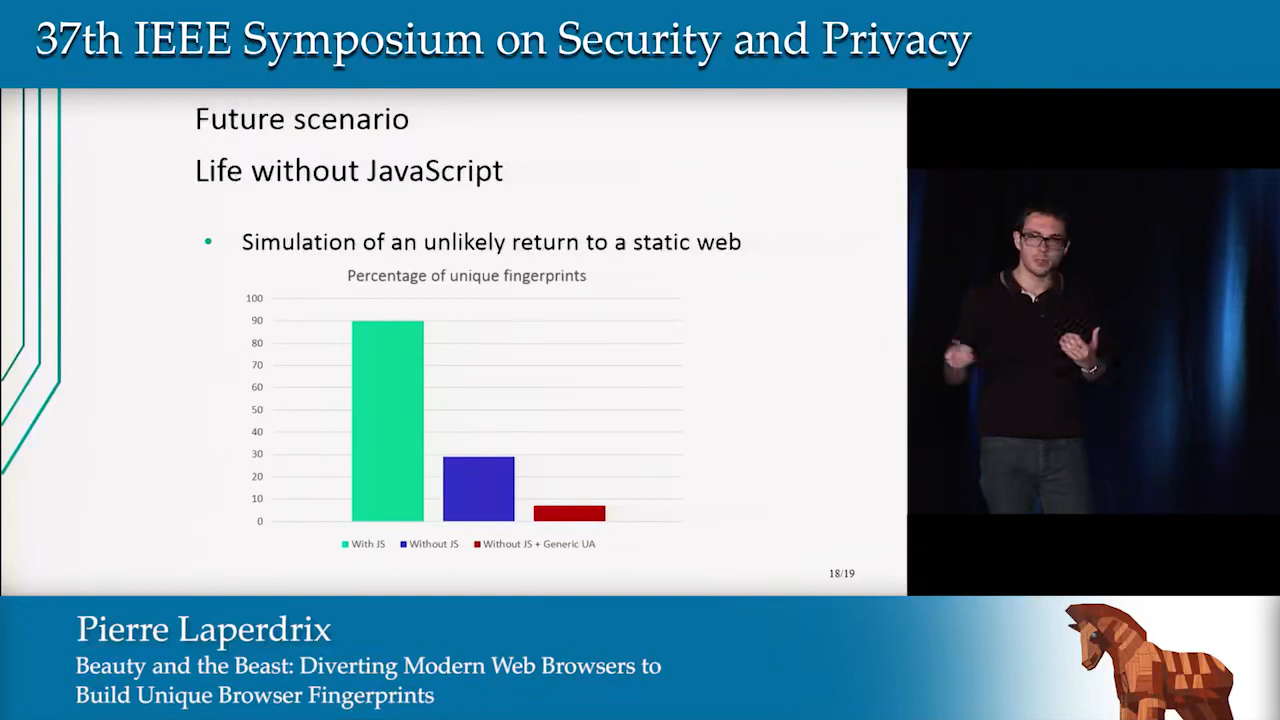 37th IEEE Symposium on Security and Privacy
Future scenario
Life without JavaScript
• Simulation of an unlikely return to a static web
Percentage of unique fingerprints
100
90
80
70
60
50
40
30
20
10
0
With JS Without JS Without JS + Generic UA
18/19
Pierre Laperdrix
Beauty and the Beast: Diverting Modern Web Browsers to
Build Unique Browser Fingerprints